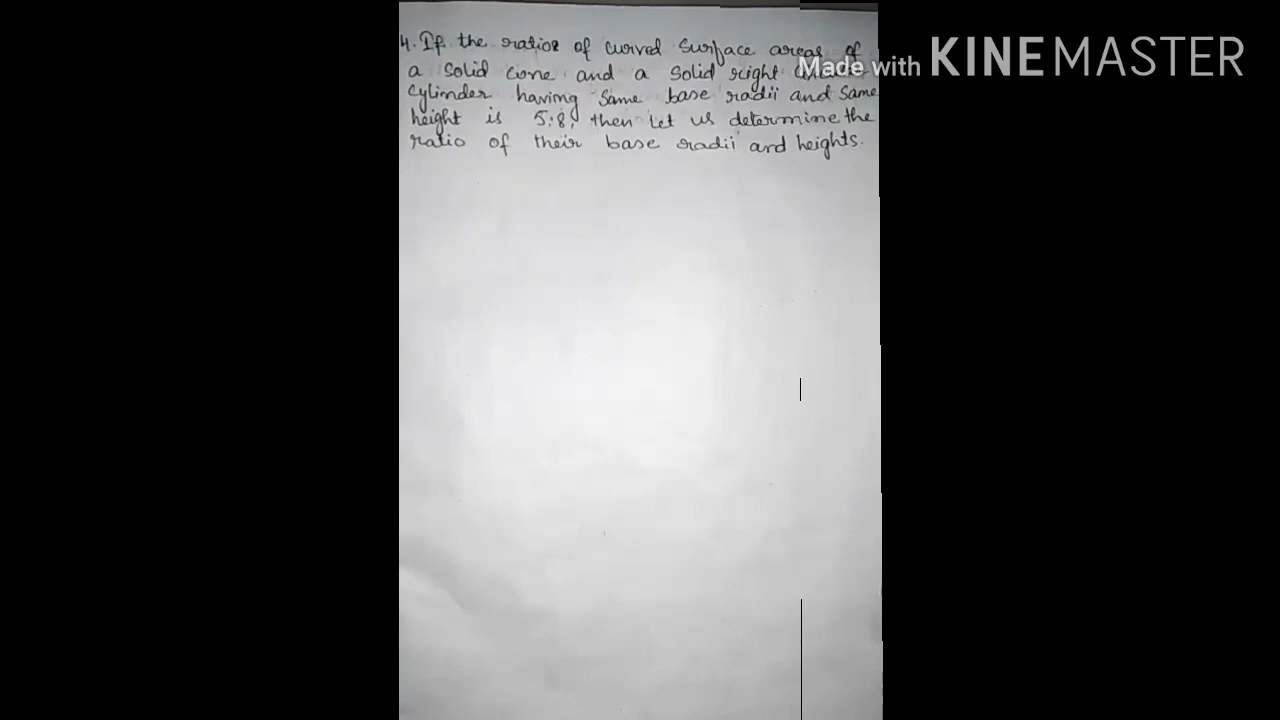 4. If the ratios of curved surface areas of
a solid cone and a solid right
cylinder having same base radii and same
height is 5:8, then let us determine the
ratio of their base radii and heights.
Made with KINEMASTER